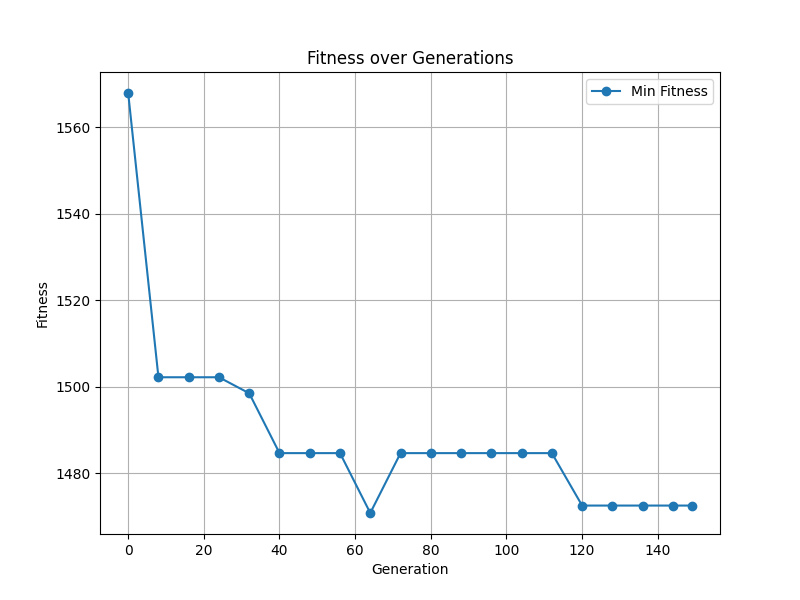 Fitness over Generations
Min Fitness
1560
1540
1520
1500
1480
Fitness
0 20 40 60 80 100 120 140
Generation